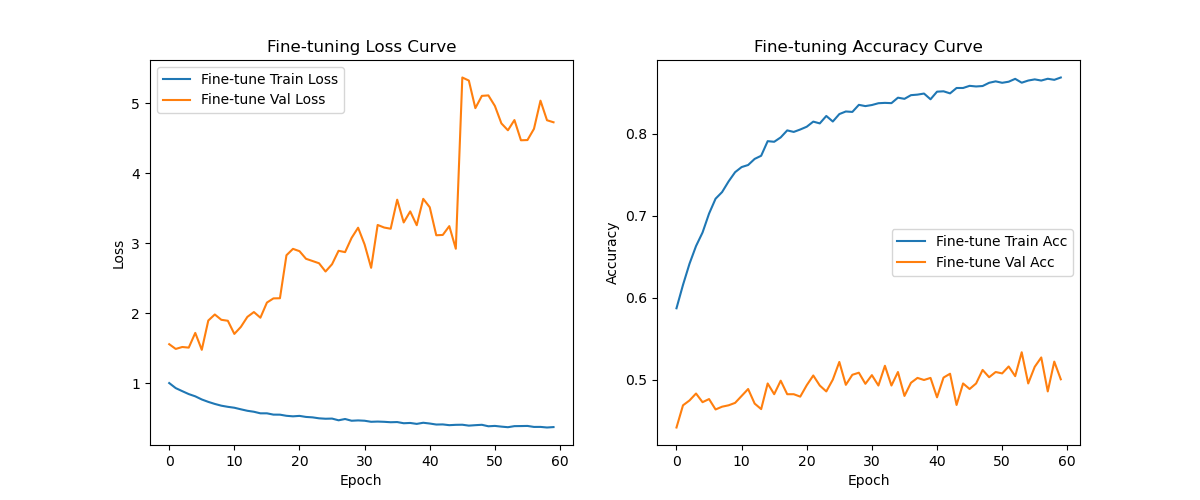 Fine-tuning Loss Curve
Fine-tune Train Loss
Fine-tune Val Loss
Loss
5
4
3
2
1
0 10 20 30 40 50 60
Epoch
Fine-tuning Accuracy Curve
Fine-tune Train Acc
Fine-tune Val Acc
Accuracy
0.8
0.7
0.6
0.5
0 10 20 30 40 50 60
Epoch